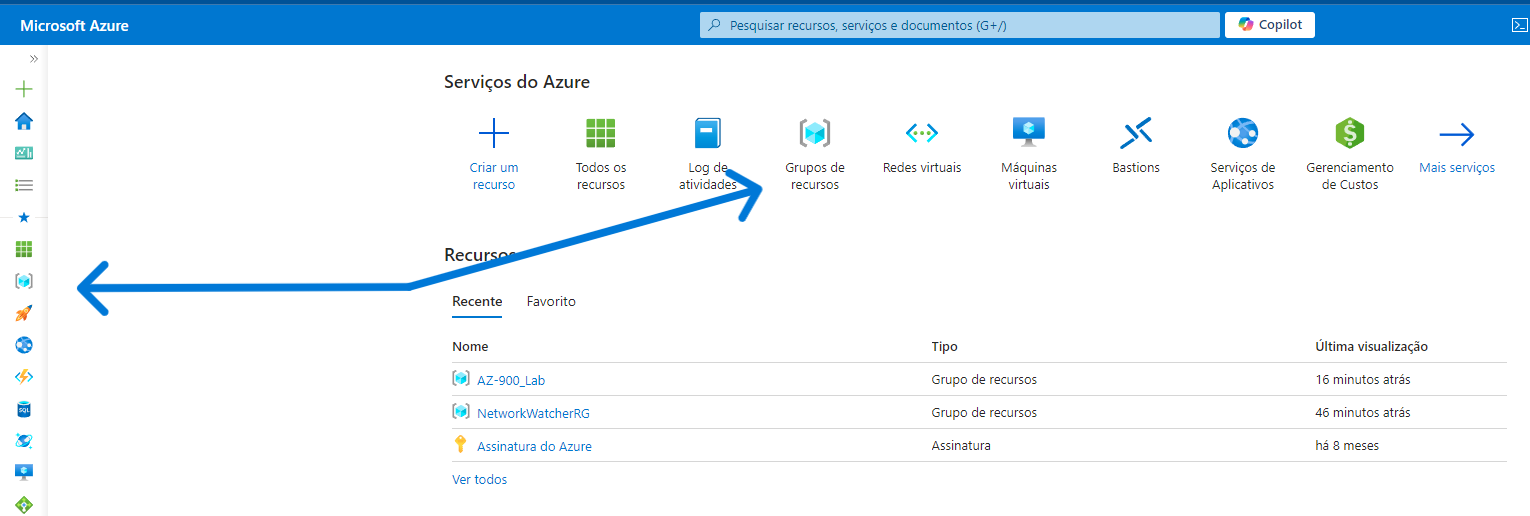 Microsoft Azure
Pesquisar recursos, serviços e documentos (G+/)
Copilot
Serviços do Azure
Criar um
recurso
Todos os
recursos
Log de
atividades
Grupos de
recursos
Redes virtuais
Máquinas
virtuais
Bastions
Serviços de
Aplicativos
Gerenciamento
de Custos
Mais serviços
Recursos
Recente
Favorito
Nome Tipo Última visualização
AZ-900_Lab Grupo de recursos 16 minutos atrás
NetworkWatcherRG Grupo de recursos 46 minutos atrás
Assinatura do Azure Assinatura há 8 meses
Ver todos
SQL